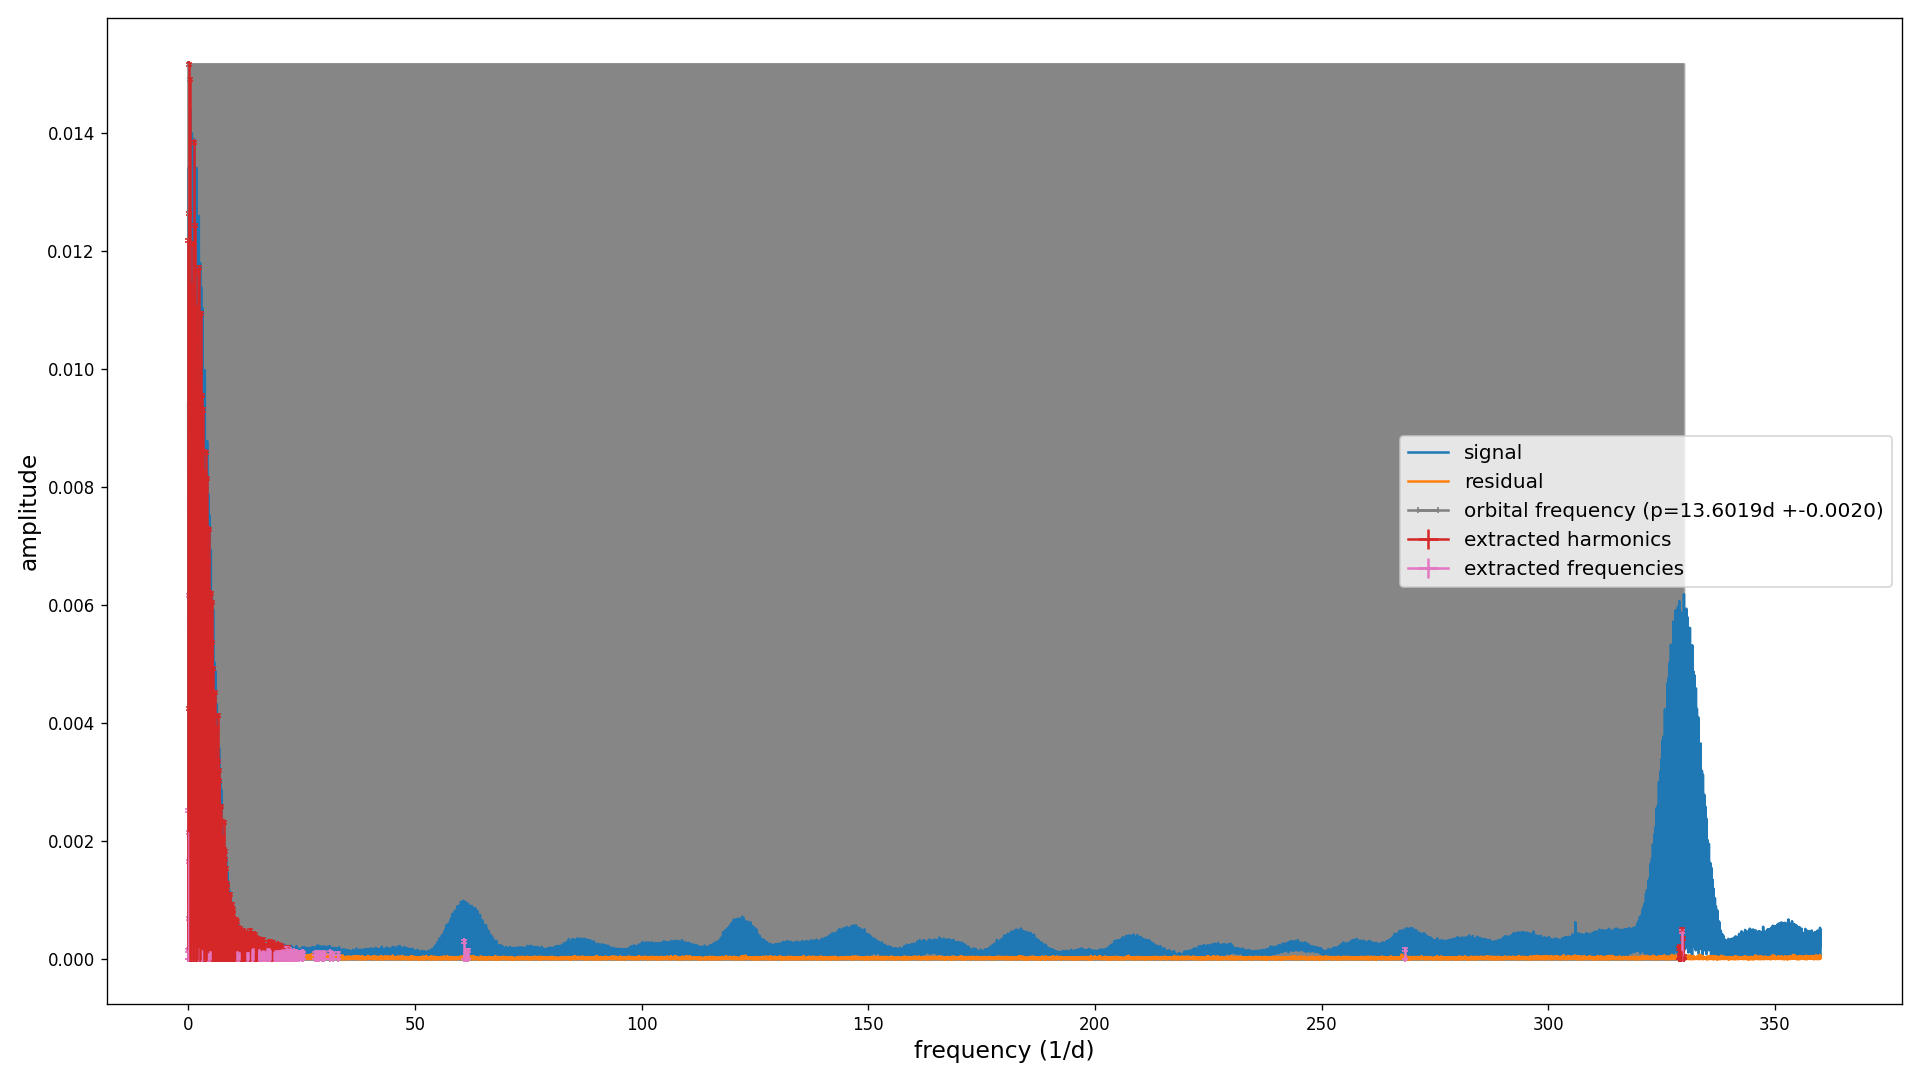 amplitude
0.014
0.012
0.010
0.008
0.006
0.004
0.002
0.000
signal
residual
orbital frequency (p=13.6019d +-0.0020)
extracted harmonics
extracted frequencies
0 50 100 150 200 250 300 350
frequency (1/d)